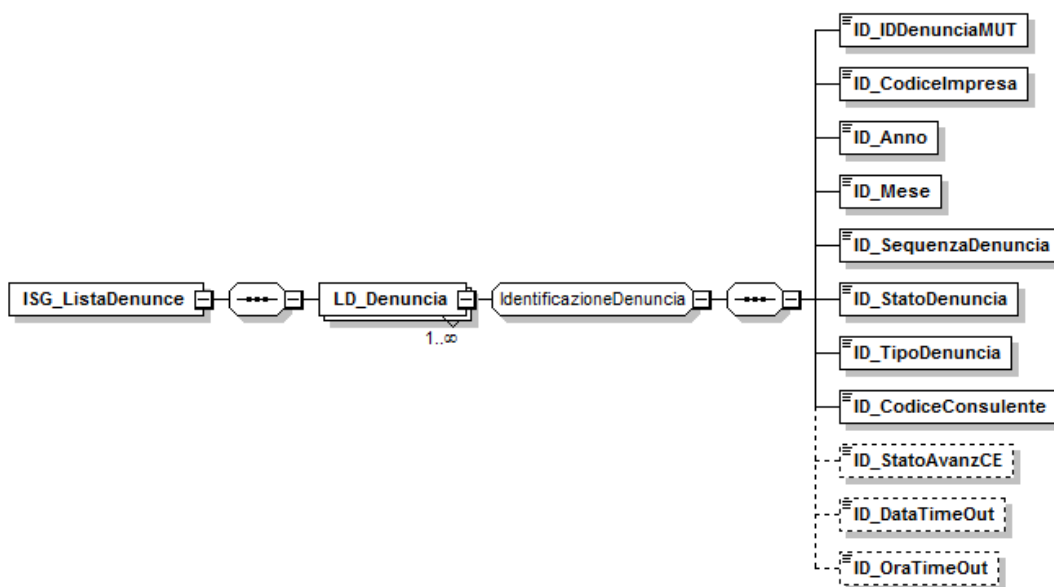 ISG_ListaDenunce
LD_Denuncia
1..∞
IdentificazioneDenuncia
ID_IDDenunciaMUT
ID_CodiceImpresa
ID_Anno
ID_Mese
ID_SequenzaDenuncia
ID_StatoDenuncia
ID_TipoDenuncia
ID_CodiceConsulente
ID_StatoAvanzCE
ID_DataTimeOut
ID_OraTimeOut